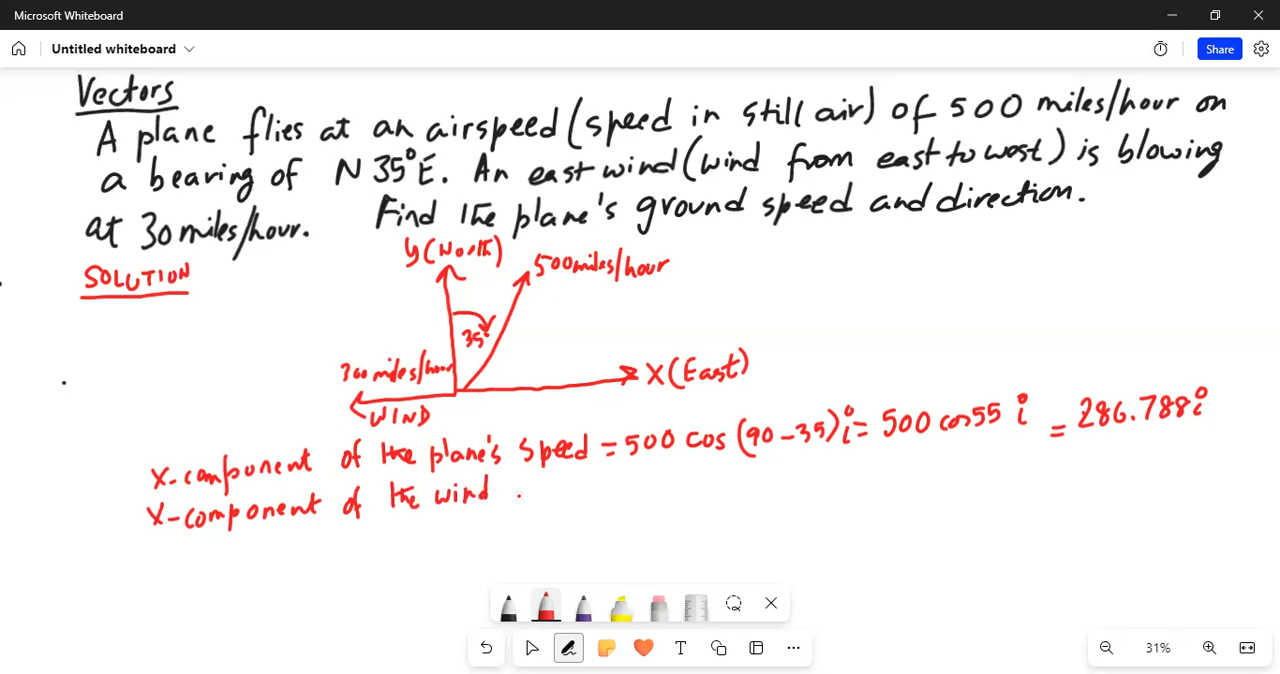 Microsoft Whiteboard
Untitled whiteboard
Share
Vectors
A plane flies at an airspeed (speed in still air) of 500 miles/hour on
a bearing of N 35°E. An east wind (wind from east to west) is blowing
at 30 miles/hour. Find the plane's ground speed and direction.
SOLUTION
y (North)
500 miles/hour
35°
miles/hour
X (East)
WIND
X-component of the plane's speed = 500 cos (90-35) i = 500 cos55 i = 286.788 i
X-component of the wind
31%